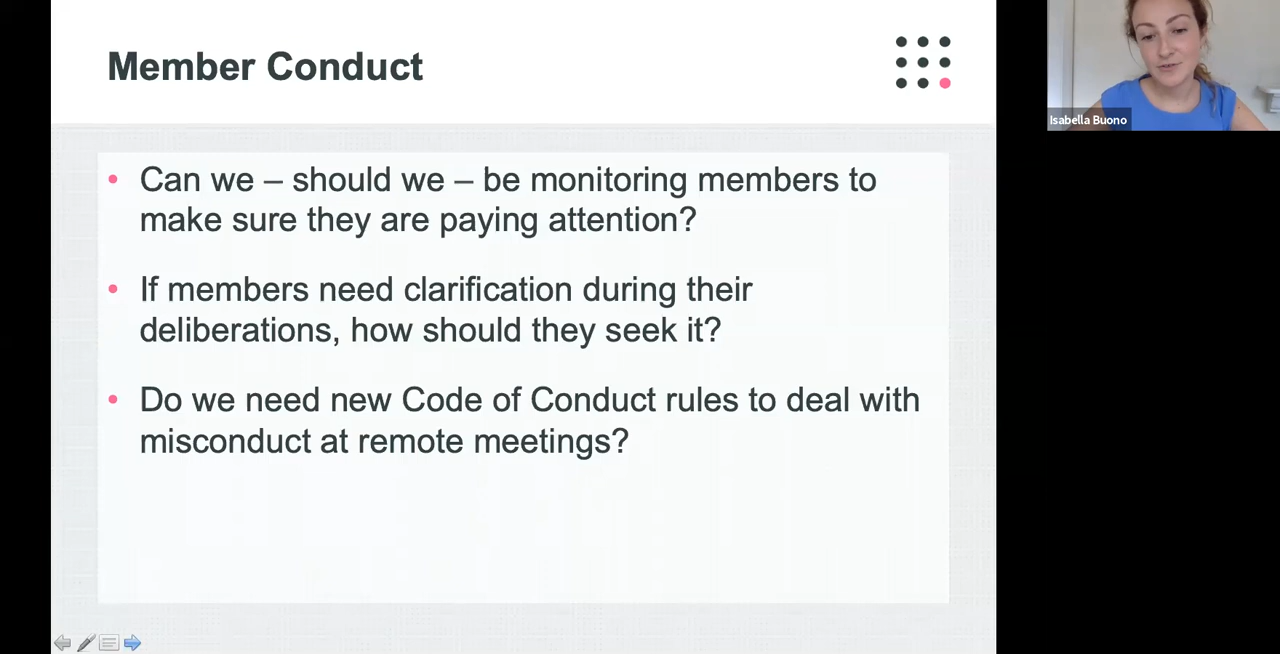 Member Conduct
Isabella Buono
• Can we – should we – be monitoring members to
make sure they are paying attention?
• If members need clarification during their
deliberations, how should they seek it?
• Do we need new Code of Conduct rules to deal with
misconduct at remote meetings?